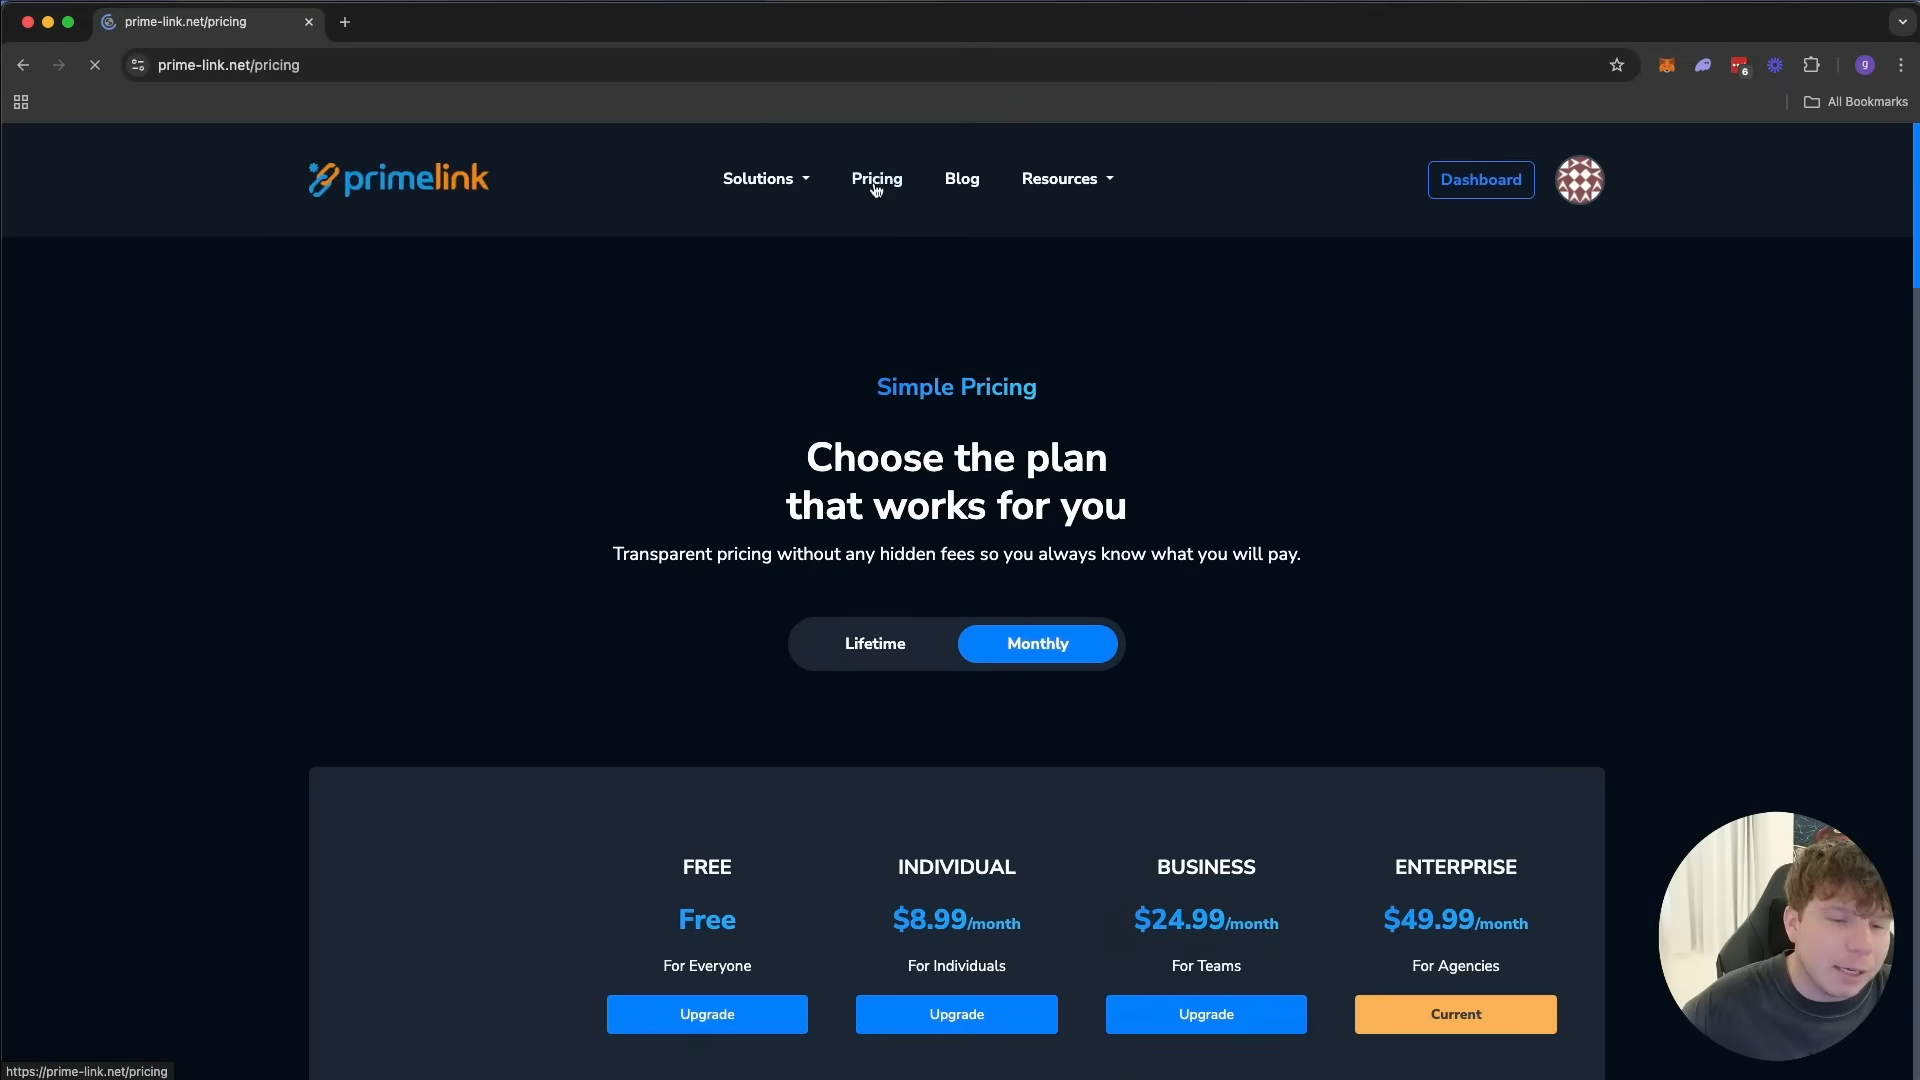 prime-link.net/pricing
prime-link.net/pricing
6
g
All Bookmarks
primelink
Solutions
Pricing
Blog
Resources
Dashboard
Simple Pricing
Choose the plan
that works for you
Transparent pricing without any hidden fees so you always know what you will pay.
Lifetime
Monthly
FREE
INDIVIDUAL
BUSINESS
ENTERPRISE
Free
$8.99/month
$24.99/month
$49.99/month
For Everyone
For Individuals
For Teams
For Agencies
Upgrade
Upgrade
Upgrade
Current
https://prime-link.net/pricing